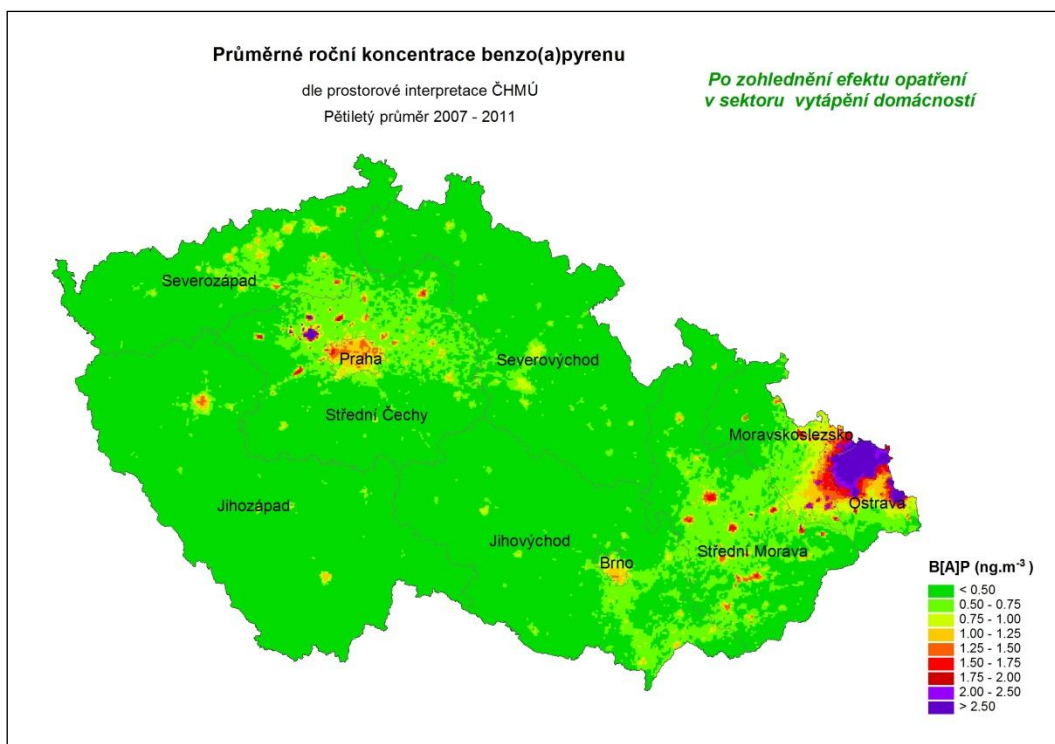 Průměrné roční koncentrace benzo(a)pyrenu
dle prostorové interpretace ČHMÚ
Pětiletý průměr 2007 - 2011
Po zohlednění efektu opatření
v sektoru vytápění domácností
Severozápad
Praha
Severovýchod
Střední Čechy
Moravskoslezsko
Jihozápad
Ostrava
Jihovýchod
Střední Morava
Brno
B[A]P (ng.m-3 )
< 0.50
0.50 - 0.75
0.75 - 1.00
1.00 - 1.25
1.25 - 1.50
1.50 - 1.75
1.75 - 2.00
2.00 - 2.50
> 2.50